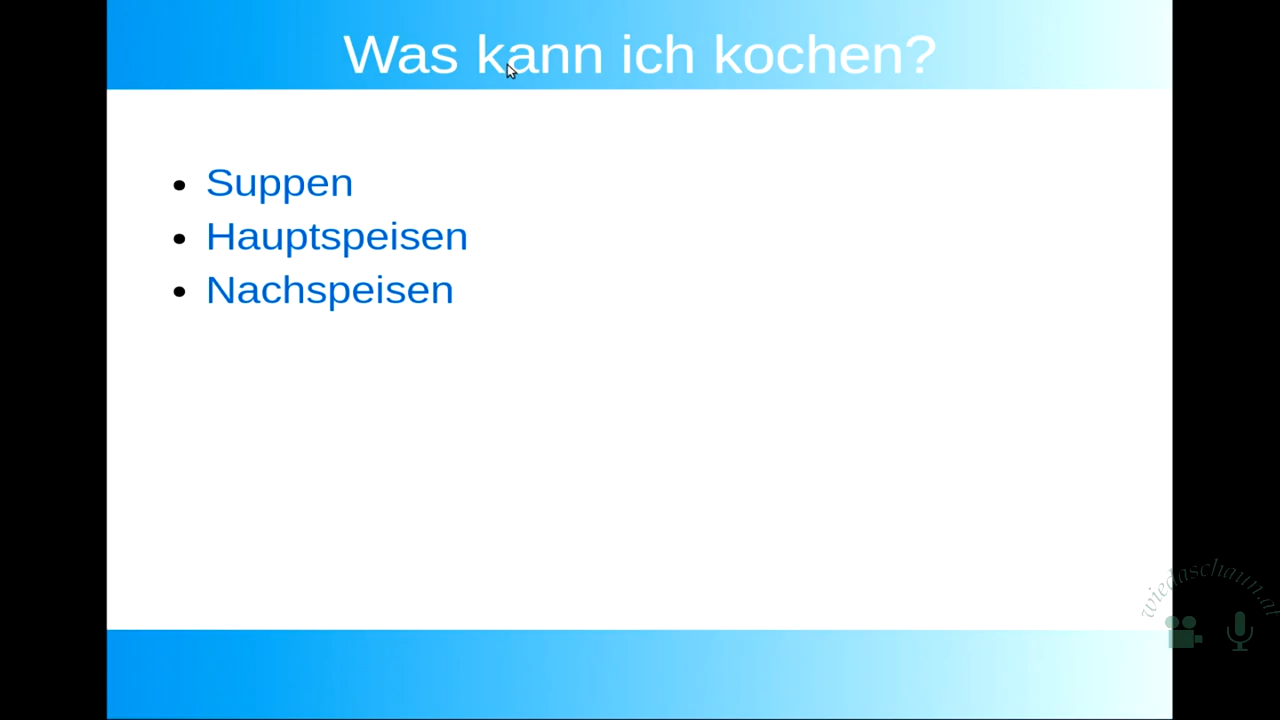 Was kann ich kochen?
• Suppen
• Hauptspeisen
• Nachspeisen
wiedaschaun.at